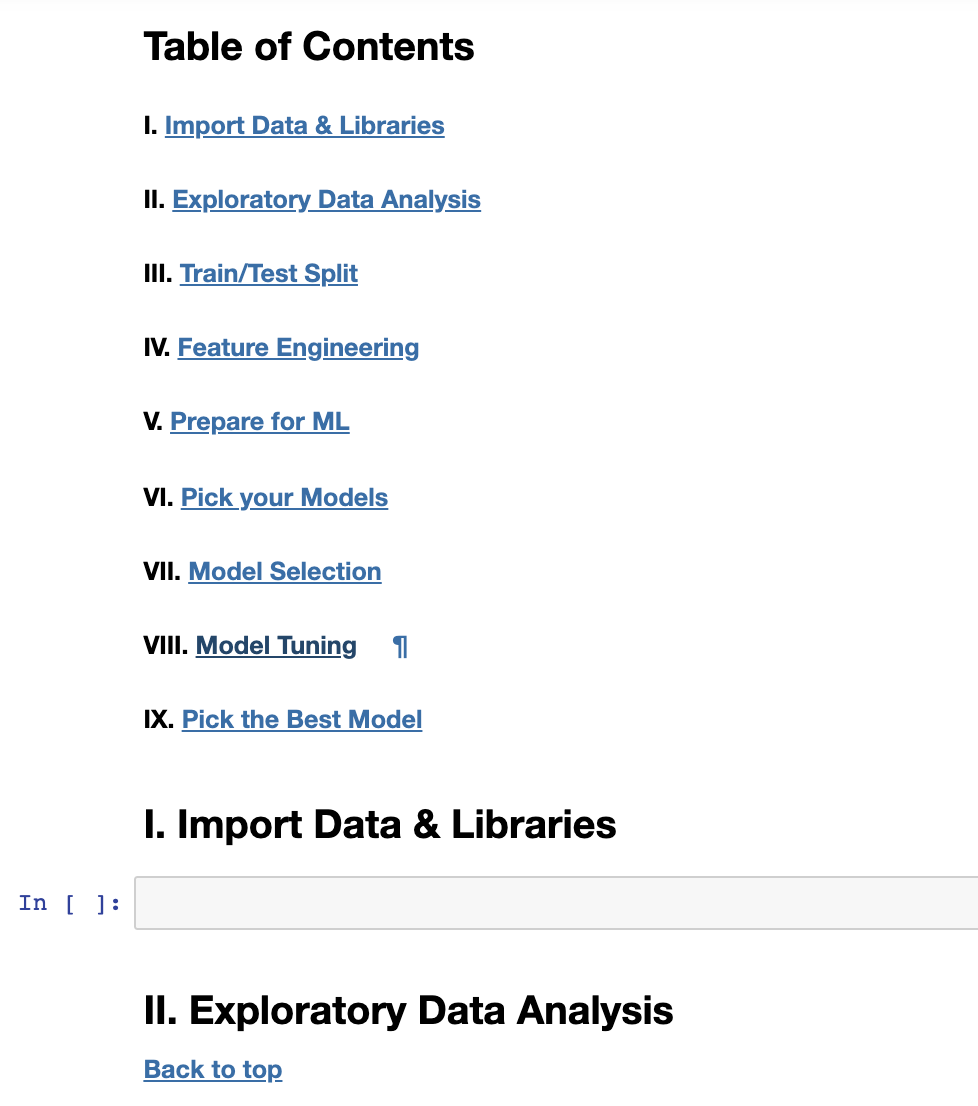 Table of Contents
I. Import Data & Libraries
II. Exploratory Data Analysis
III. Train/Test Split
IV. Feature Engineering
V. Prepare for ML
VI. Pick your Models
VII. Model Selection
VIII. Model Tuning ¶
IX. Pick the Best Model
I. Import Data & Libraries
In [ ]:
II. Exploratory Data Analysis
Back to top